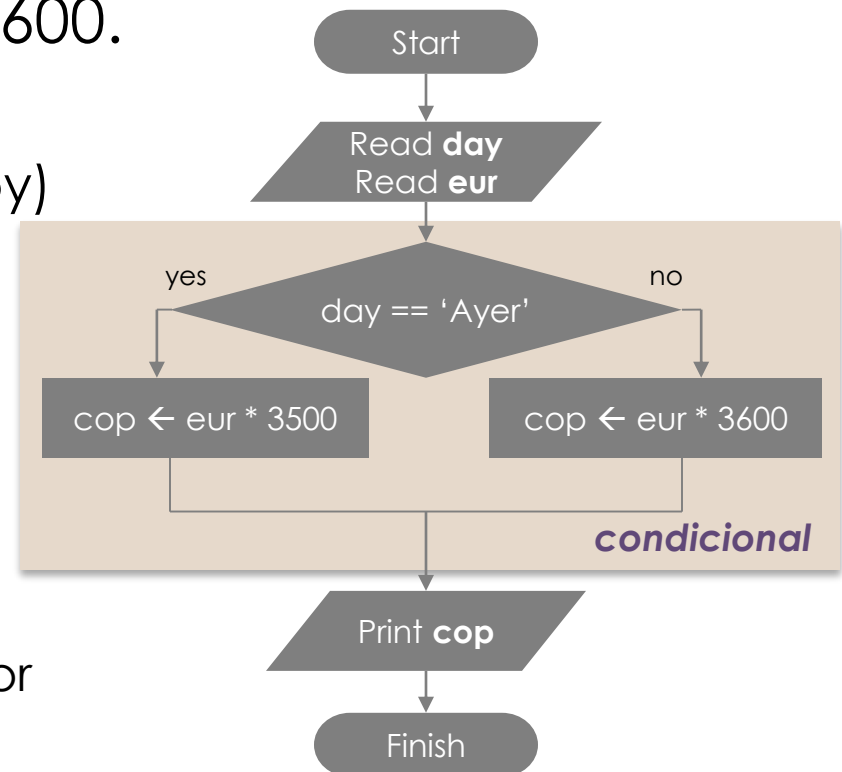 600.
Start
Read day
Read eur
y)
yes
no
day == ‘Ayer’
cop ← eur * 3500
cop ← eur * 3600
condicional
Print cop
or
Finish